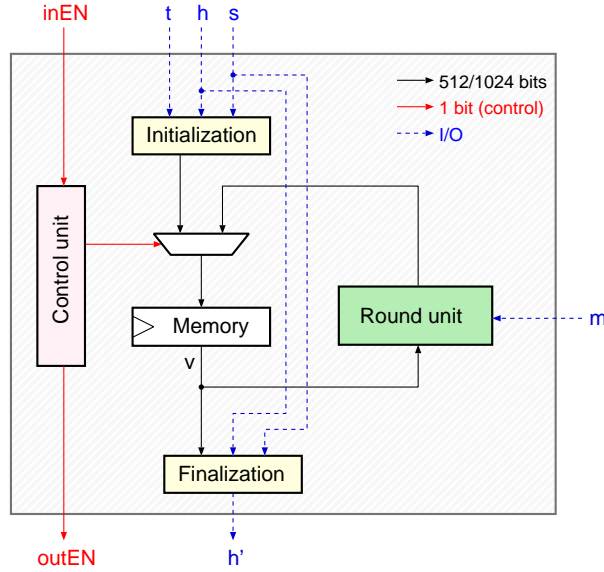 inEN t h s
512/1024 bits
1 bit (control)
I/O
Initialization
Control unit
Memory
Round unit
m
v
Finalization
outEN h'